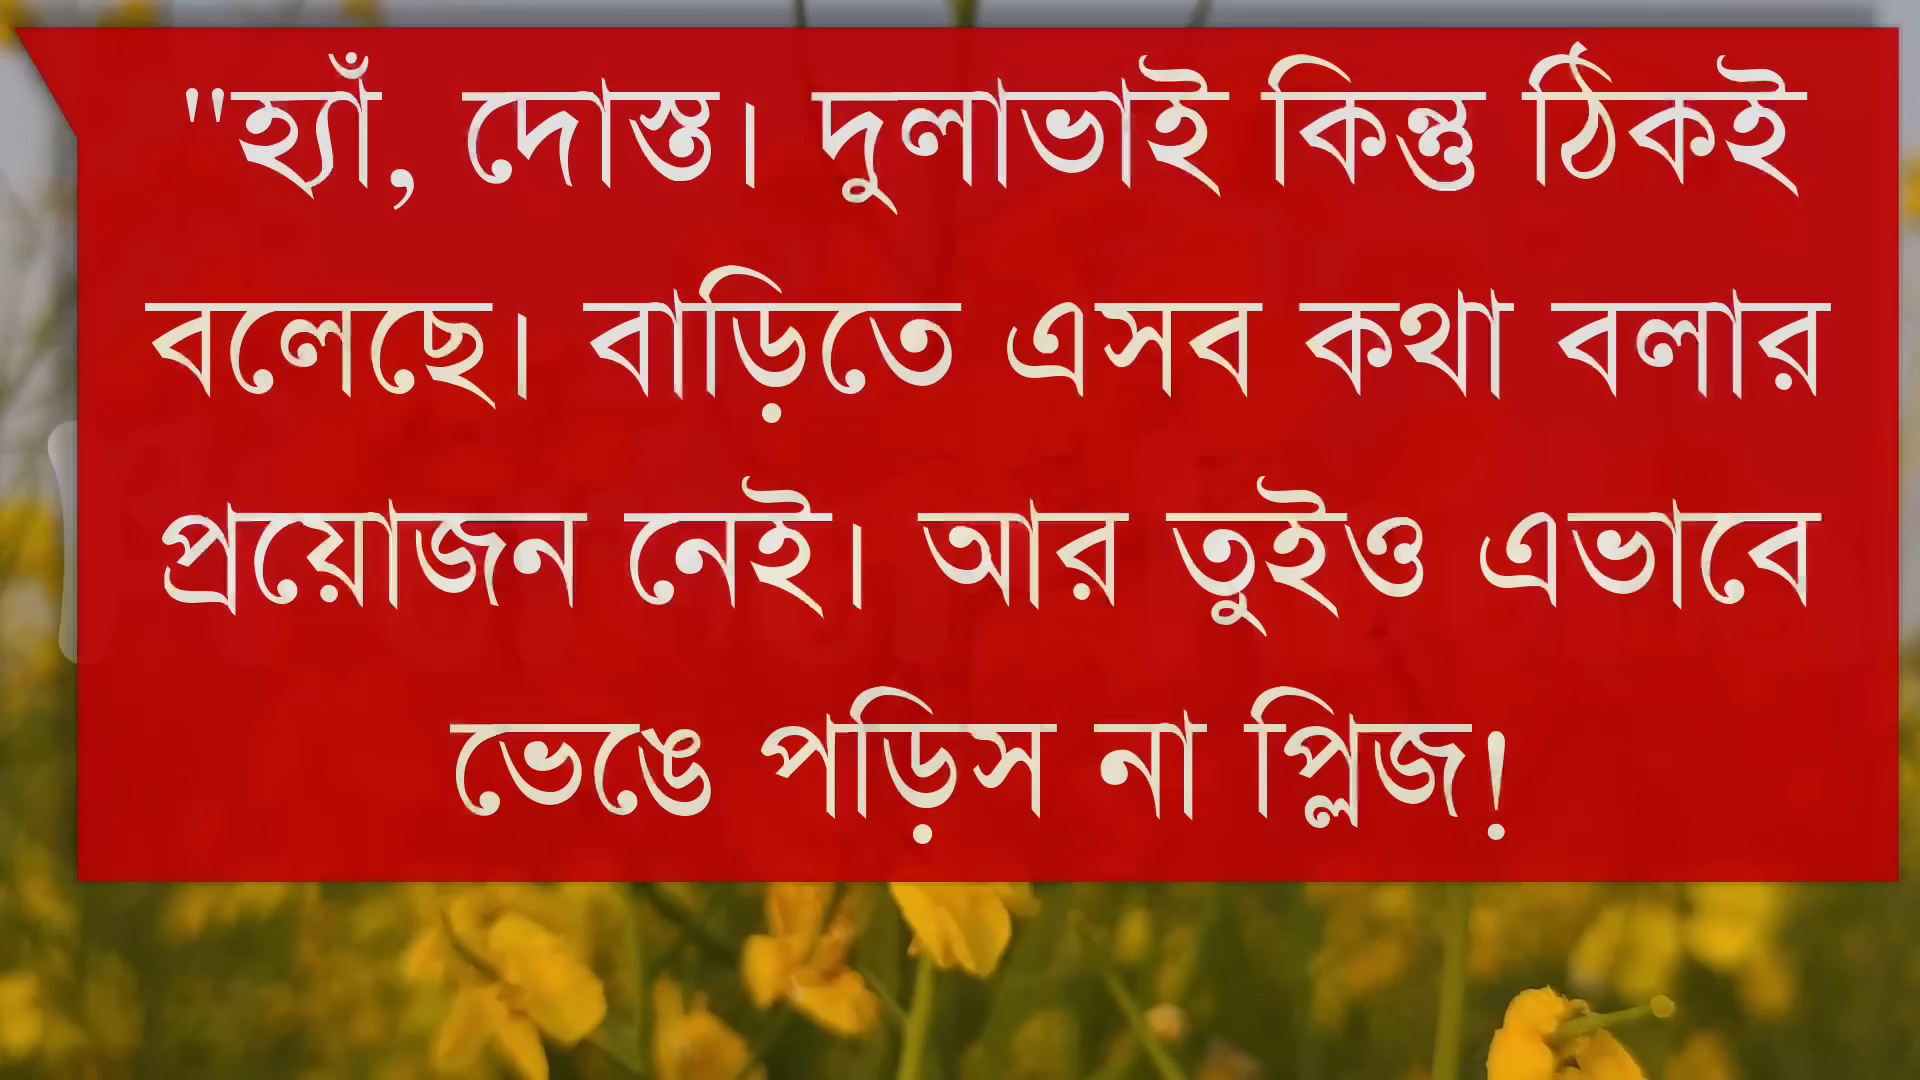 "হ্যাঁ, দোস্ত। দুলাভাই কিন্তু ঠিকই
বলেছে। বাড়িতে এসব কথা বলার
প্রয়োজন নেই। আর তুইও এভাবে
ভেঙে পড়িস না প্লিজ!